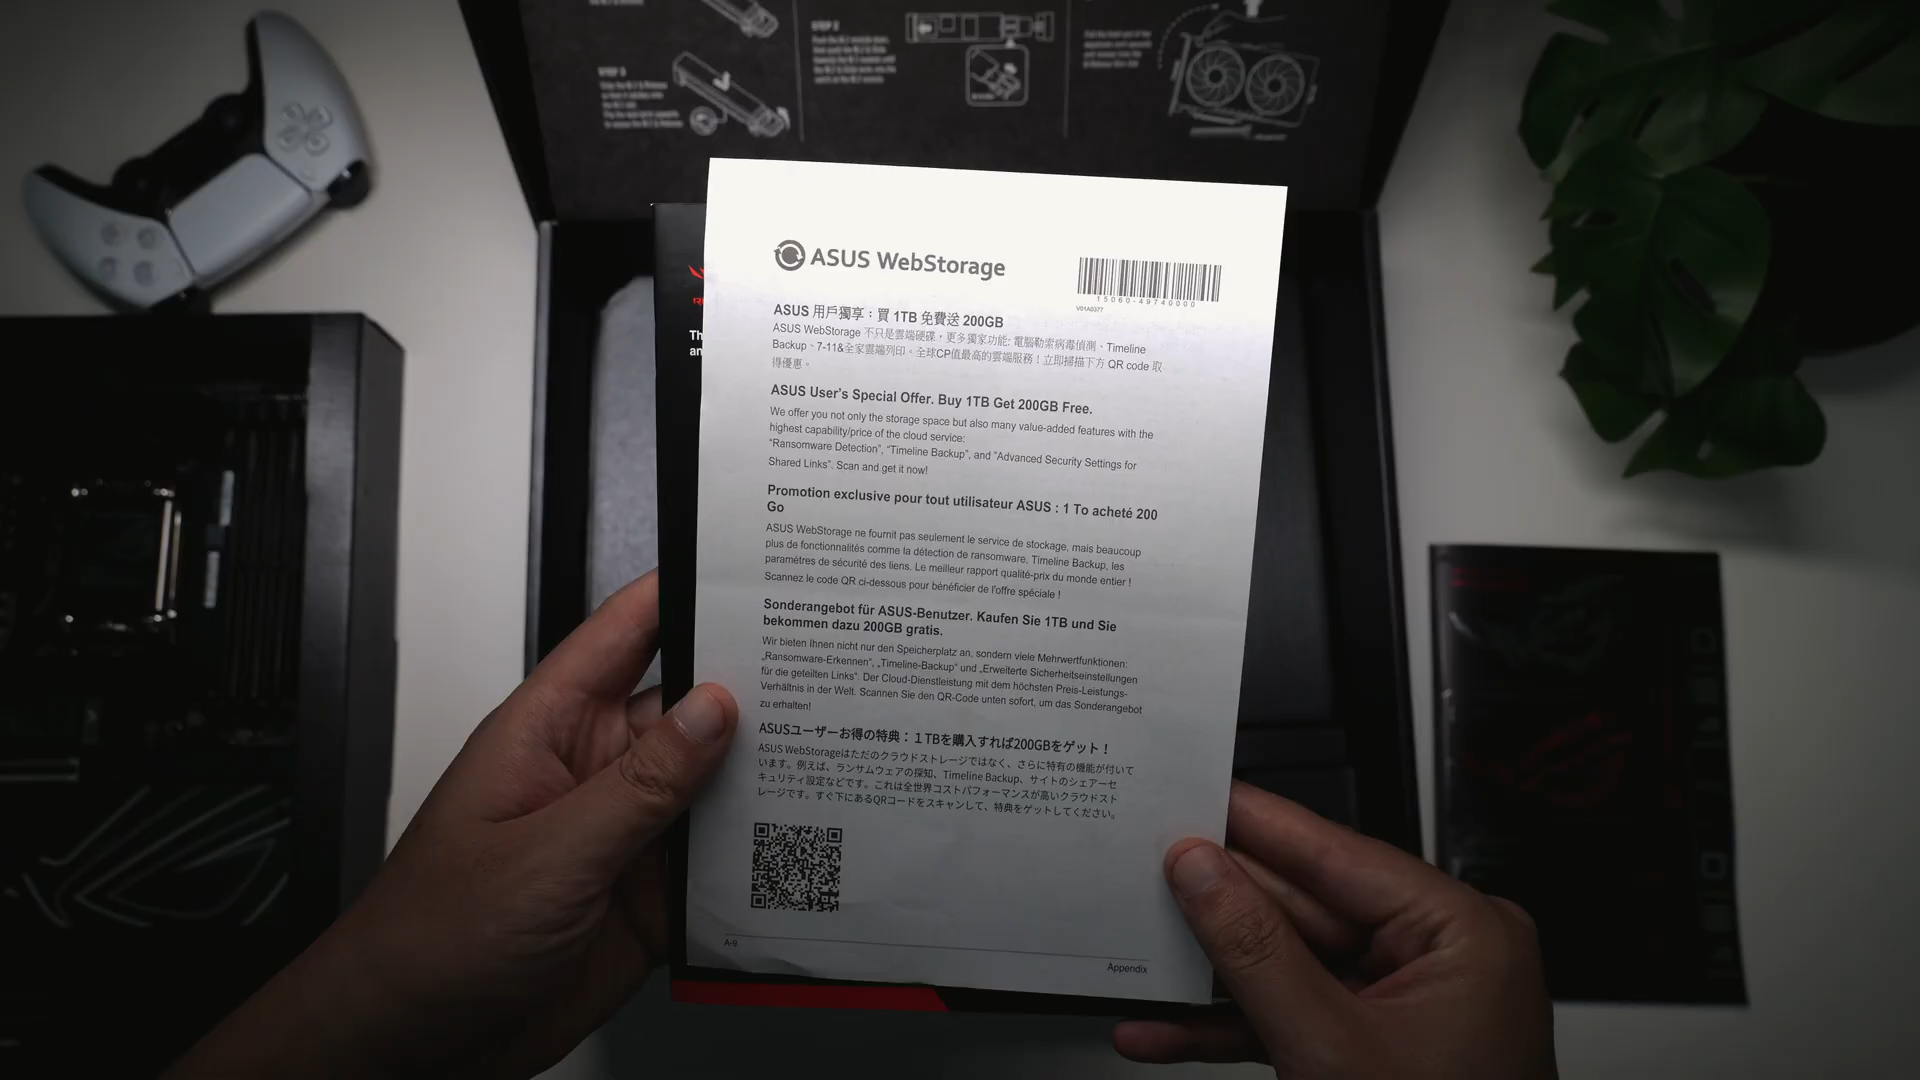 STEP 2
STEP 3
Th
an
ASUS WebStorage
15060-49740000
V01A0377
ASUS 用戶獨享：買 1TB 免費送 200GB
ASUS WebStorage 不只是雲端硬碟，更多獨家功能: 電腦勒索病毒偵測、Timeline
Backup、7-11&全家雲端列印。全球CP值最高的雲端服務！立即掃描下方 QR code 取
得優惠。
ASUS User's Special Offer. Buy 1TB Get 200GB Free.
We offer you not only the storage space but also many value-added features with the
highest capability/price of the cloud service:
"Ransomware Detection", "Timeline Backup", and "Advanced Security Settings for
Shared Links". Scan and get it now!
Promotion exclusive pour tout utilisateur ASUS : 1 To acheté 200
Go
ASUS WebStorage ne fournit pas seulement le service de stockage, mais beaucoup
plus de fonctionnalités comme la détection de ransomware, Timeline Backup, les
paramétres de sécurité des liens. Le meilleur rapport qualité-prix du monde entier !
Scannez le code QR ci-dessous pour bénéficier de l'offre spéciale !
Sonderangebot für ASUS-Benutzer. Kaufen Sie 1TB und Sie
bekommen dazu 200GB gratis.
Wir bieten Ihnen nicht nur den Speicherplatz an, sondern viele Mehrwertfunktionen:
„Ransomware-Erkennen", „Timeline-Backup" und „Erweiterte Sicherheitseinstellungen
für die geteilten Links". Der Cloud-Dienstleistung mit dem höchsten Preis-Leistungs-
Verhältnis in der Welt. Scannen Sie den QR-Code unten sofort, um das Sonderangebot
zu erhalten!
ASUSユーザーお得の特典：１TBを購入すれば200GBをゲット！
ASUS WebStorageはただのクラウドストレージではなく、さらに特有の機能が付いて
います。例えば、ランサムウェアの探知、Timeline Backup、サイトのシェアーセ
キュリティ設定などです。これは全世界コストパフォーマンスが高いクラウドスト
レージです。すぐ下にあるQRコードをスキャンして、特典をゲットしてください。
A-9
Appendix